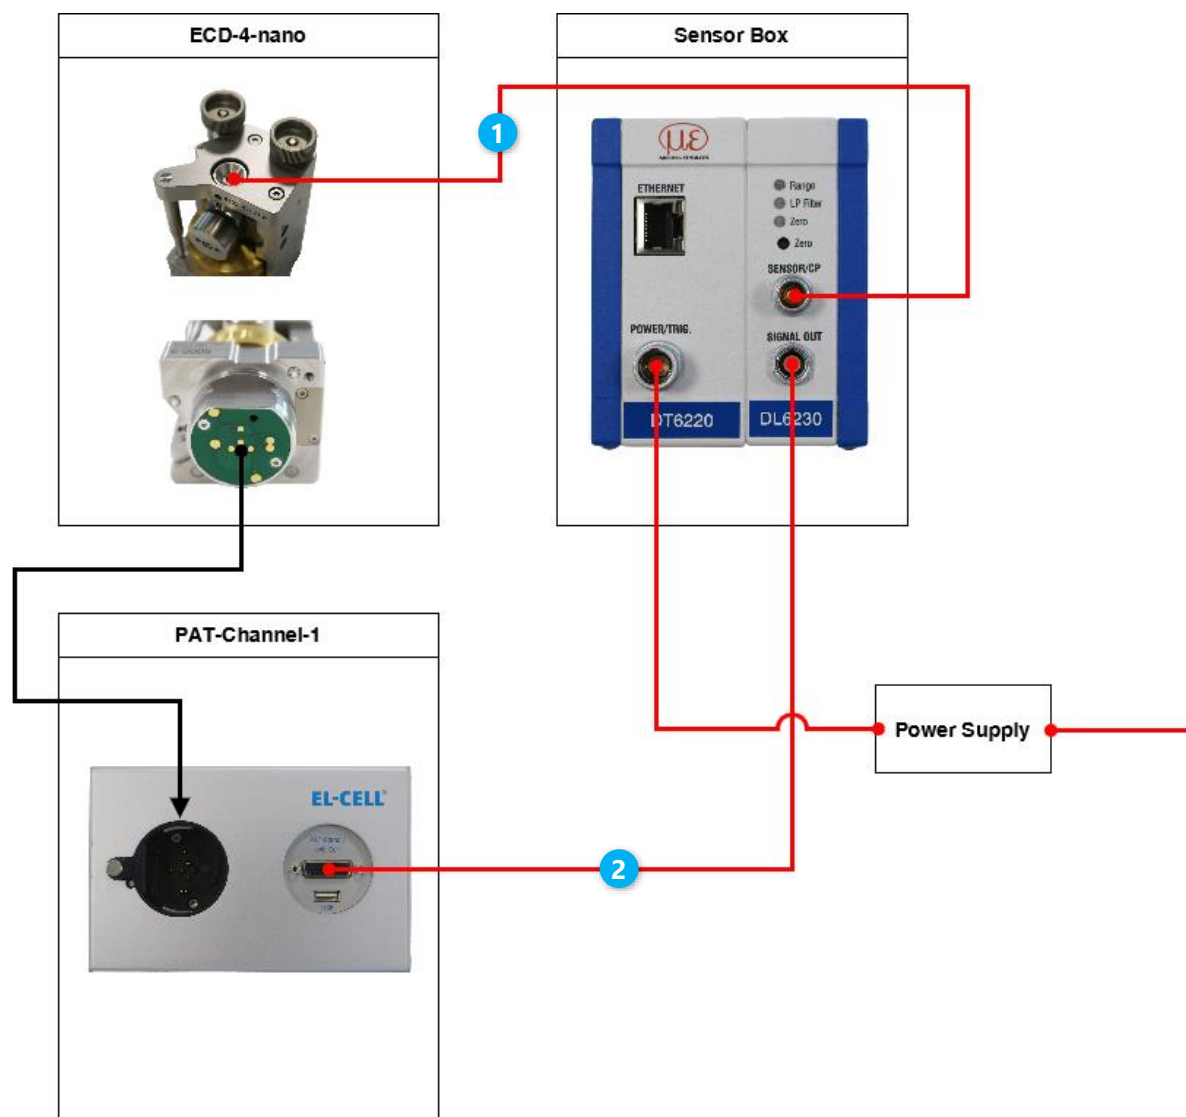 ECD-4-nano
Sensor Box
1
με
ETHERNET
Range
LP Filter
Zero
Zero
SENSOR/CP
POWER/TRIG.
SIGNAL OUT
DT6220
DL6230
PAT-Channel-1
Power Supply
EL-CELL®
2